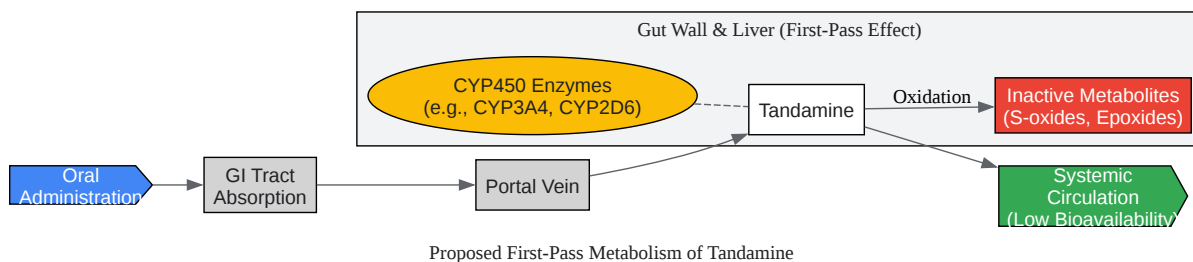 Gut Wall & Liver (First-Pass Effect)
CYP450 Enzymes
(e.g., CYP3A4, CYP2D6)
Tandamine
Oxidation
Inactive Metabolites
(S-oxides, Epoxides)
Oral
Administration
GI Tract
Absorption
Portal Vein
Systemic
Circulation
(Low Bioavailability)
Proposed First-Pass Metabolism of Tandamine